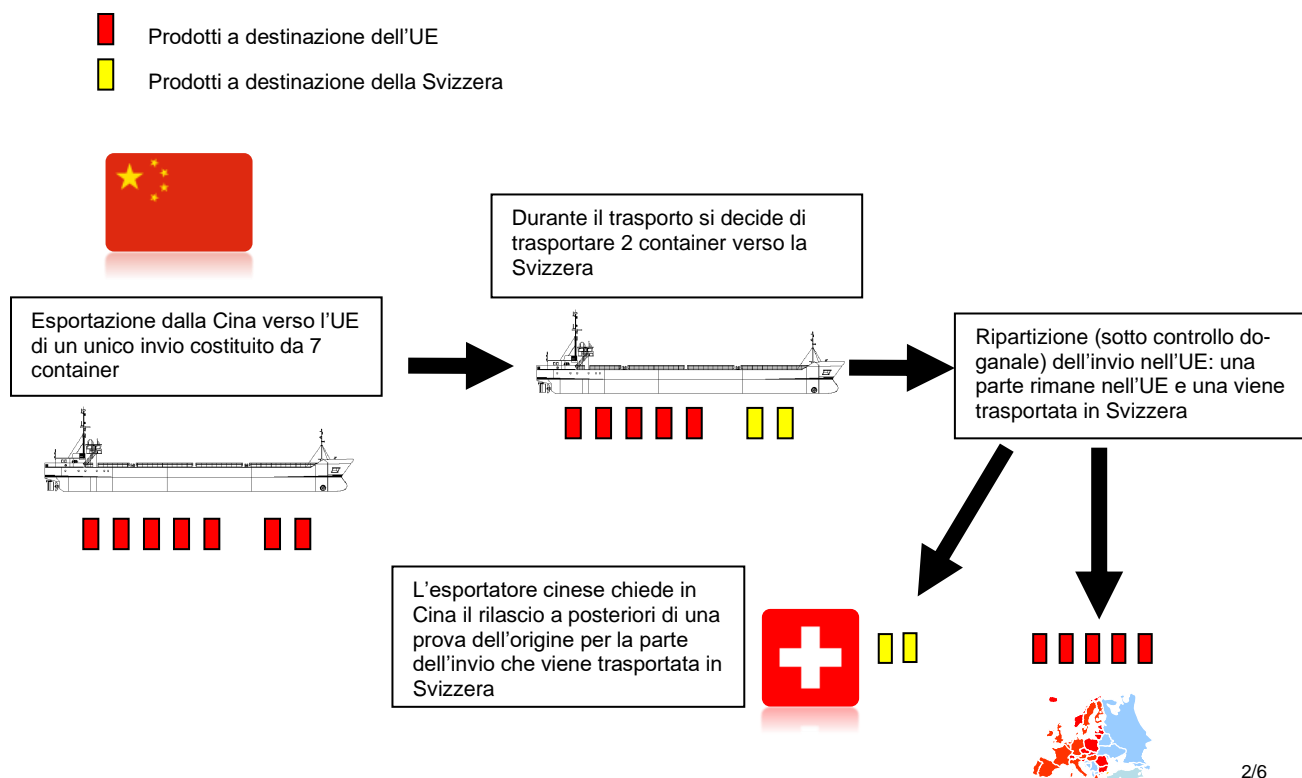 Prodotti a destinazione dell'UE
Prodotti a destinazione della Svizzera
Durante il trasporto si decide di
trasportare 2 container verso la
Svizzera
Esportazione dalla Cina verso l'UE
di un unico invio costituito da 7
container
Ripartizione (sotto controllo do-
ganale) dell'invio nell'UE: una
parte rimane nell'UE e una viene
trasportata in Svizzera
L'esportatore cinese chiede in
Cina il rilascio a posteriori di una
prova dell'origine per la parte
dell'invio che viene trasportata in
Svizzera
2/6